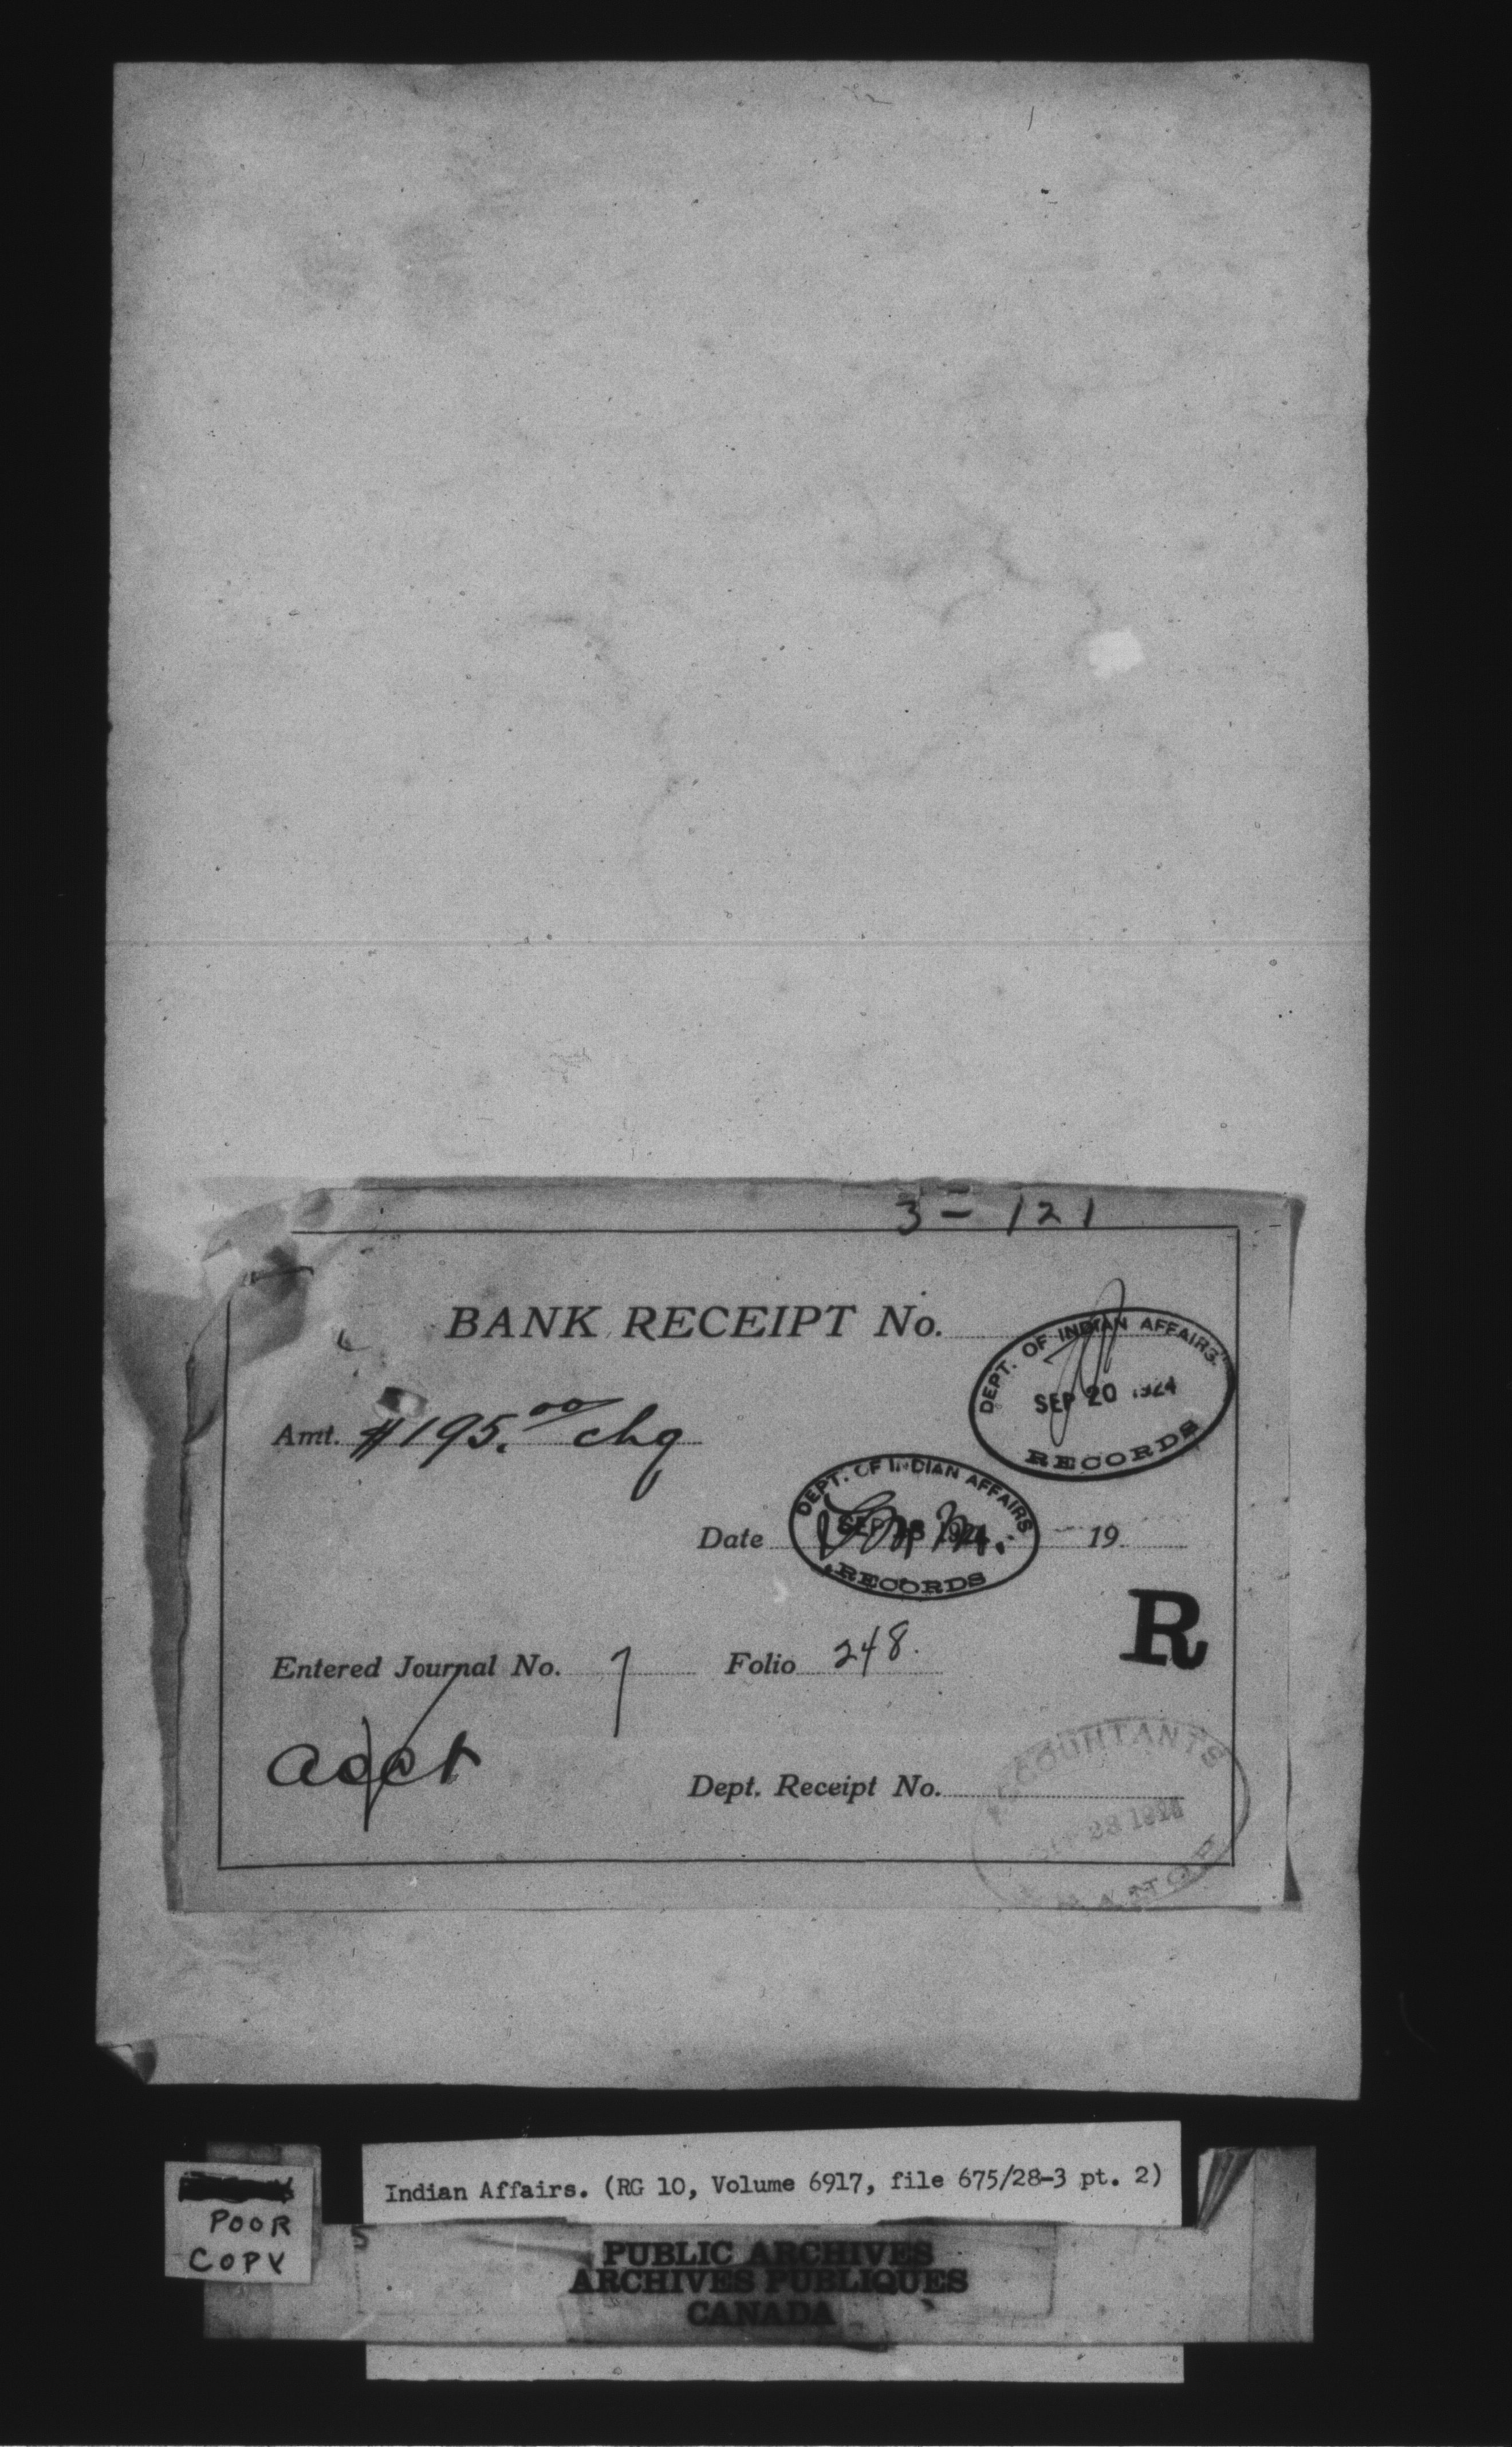 3 - 121
BANK RECEIPT No.
DEPT. OF INDIAN AFFAIRS.
SEP 20 1924
RECORDS
Amt. $195.00 chq
DEPT. OF INDIAN AFFAIRS
RECORDS
Date 19
R
Entered Journal No. 7 Folio 248.
Dept. Receipt No.
ACCOUNTANTS
Indian Affairs. (RG 10, Volume 6917, file 675/28-3 pt. 2)
POOR
COPY
PUBLIC ARCHIVES
ARCHIVES PUBLIQUES
CANADA